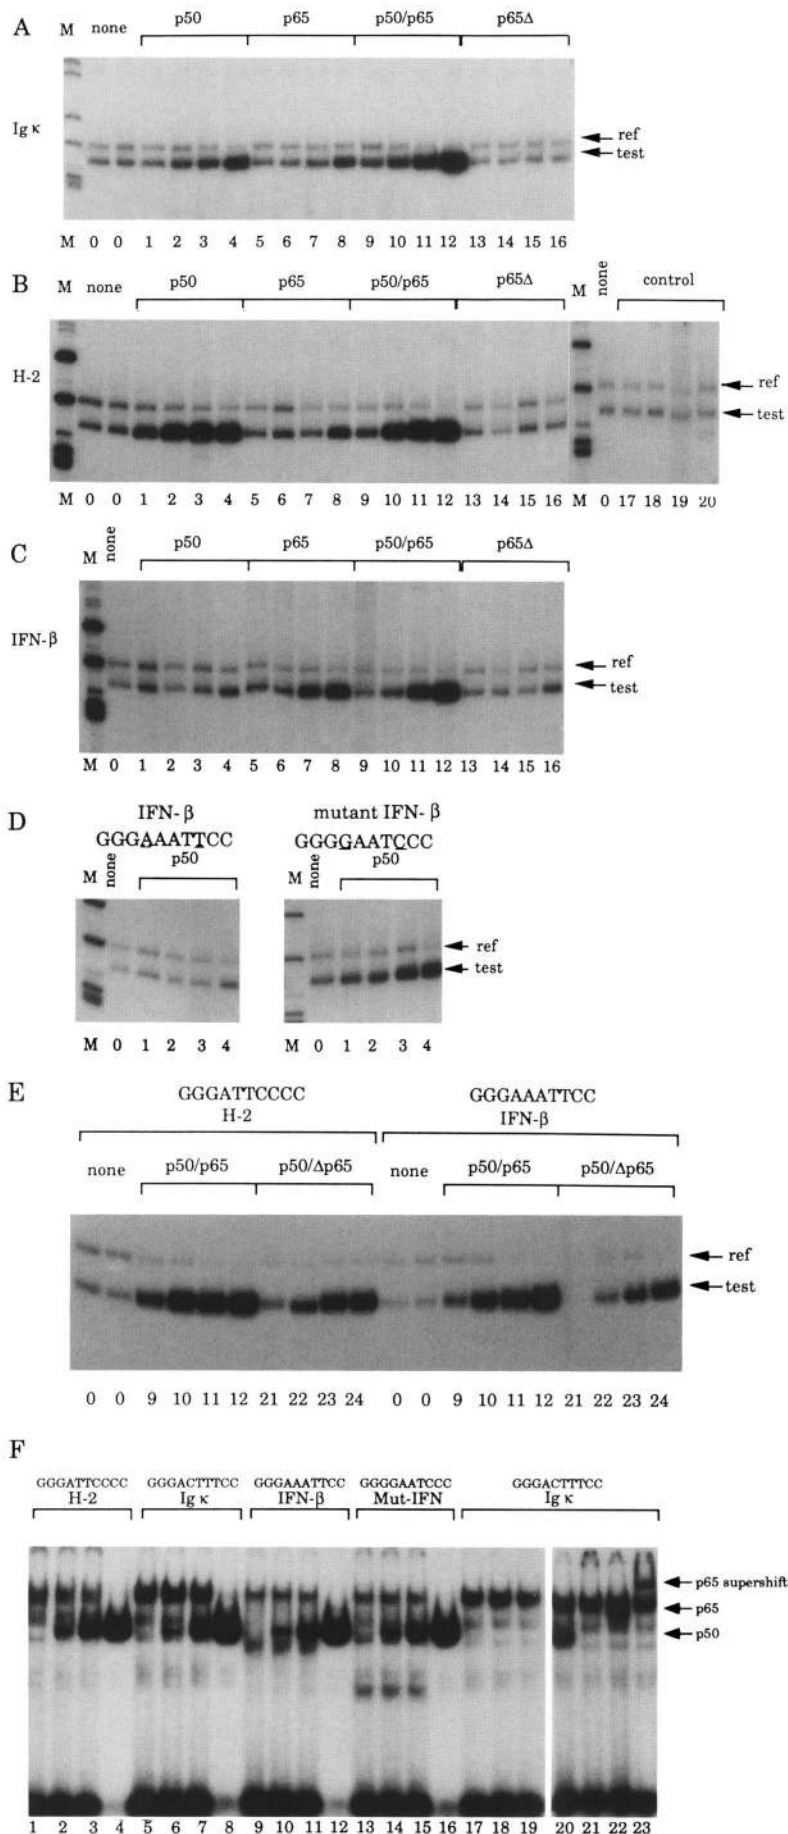 A
M none p50 p65 p50/p65 p65Δ
Ig κ
ref
test
M 0 0 1 2 3 4 5 6 7 8 9 10 11 12 13 14 15 16
B
M none p50 p65 p50/p65 p65Δ M none control
H-2
ref
test
M 0 0 1 2 3 4 5 6 7 8 9 10 11 12 13 14 15 16 M 0 17 18 19 20
C
M none p50 p65 p50/p65 p65Δ
IFN-β
ref
test
M 0 1 2 3 4 5 6 7 8 9 10 11 12 13 14 15 16
D
IFN- β mutant IFN- β
GGGAAATTCC GGGGAATCCC
M none p50 M none p50
ref
test
M 0 1 2 3 4 M 0 1 2 3 4
E
GGGATTCCCC GGGAAATTCC
H-2 IFN-β
none p50/p65 p50/Δp65 none p50/p65 p50/Δp65
ref
test
0 0 9 10 11 12 21 22 23 24 0 0 9 10 11 12 21 22 23 24
F
GGGATTCCCC GGGACTTTCC GGGAAATTCC GGGGAATCCC GGGACTTTCC
H-2 Ig κ IFN-β Mut-IFN Ig κ
p65 supershift
p65
p50
1 2 3 4 5 6 7 8 9 10 11 12 13 14 15 16 17 18 19 20 21 22 23